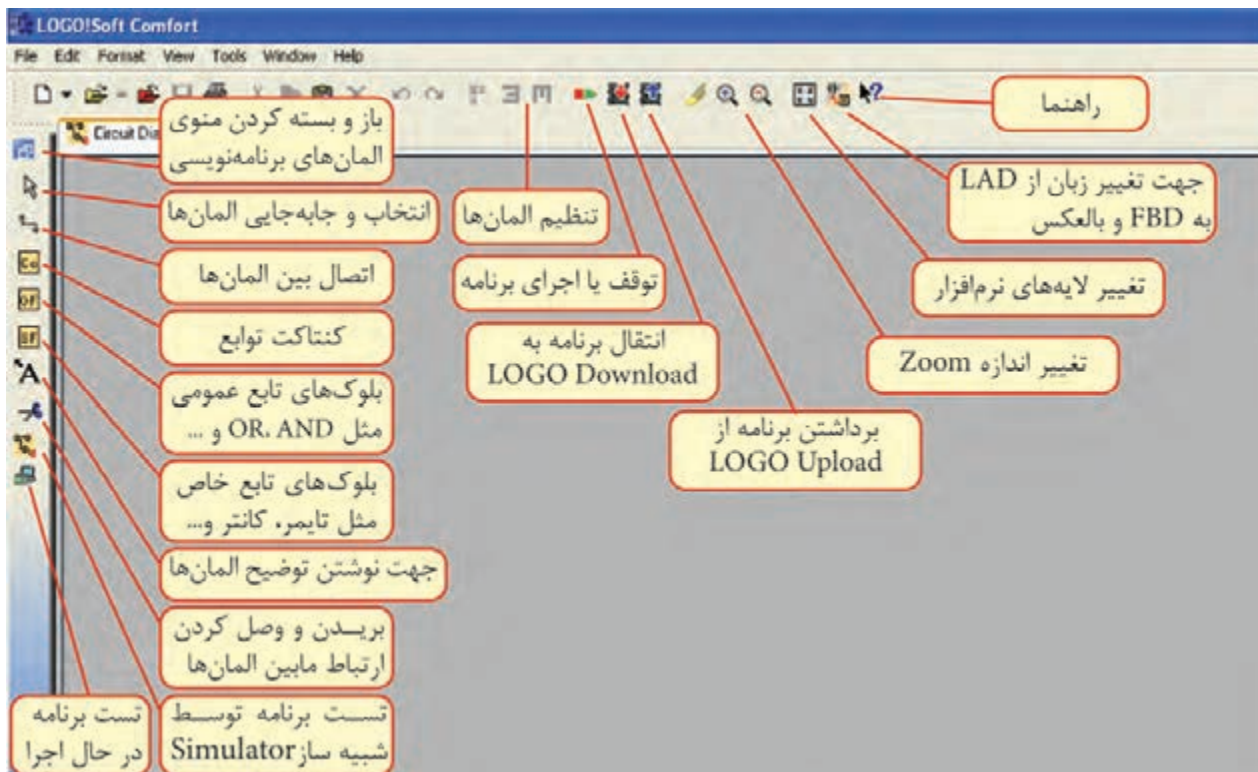 LOGO!Soft Comfort
File Edit Format View Tools Window Help
Circuit Dia
راهنما
باز و بسته کردن منوی
المان‌های برنامه‌نویسی
جهت تغییر زبان از LAD
به FBD و بالعکس
انتخاب و جابه‌جایی المان‌ها
تنظیم المان‌ها
اتصال بین المان‌ها
توقف یا اجرای برنامه
تغییر لایه‌های نرم‌افزار
Co
کنتاکت توابع
انتقال برنامه به
LOGO Download
تغییر اندازه Zoom
GF
SF
A
بلوک‌های تابع عمومی
مثل OR، AND و ...
برداشتن برنامه از
LOGO Upload
بلوک‌های تابع خاص
مثل تایمر، کانتر و...
جهت نوشتن توضیح المان‌ها
بریدن و وصل کردن
ارتباط مابین المان‌ها
تست برنامه توسط
شبیه ساز Simulator
تست برنامه
در حال اجرا